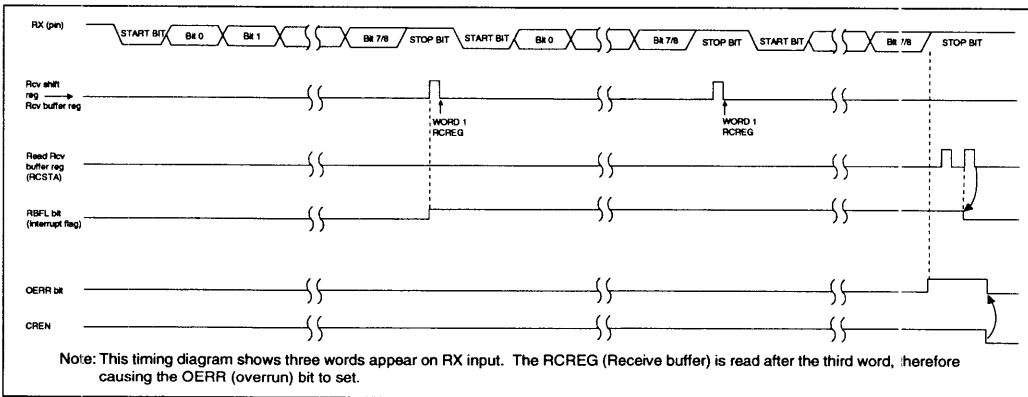 RX (pin)
START BIT Bit 0 Bit 1 Bit 7/8 STOP BIT START BIT Bit 0 Bit 7/8 STOP BIT START BIT Bit 7/8 STOP BIT
Rcv shift
reg
Rcv buffer reg
WORD 1
RCREG
WORD 1
RCREG
Read Rcv
buffer reg
(RCSTA)
RBFL bit
(interrupt flag)
OERR bit
CREN
Note: This timing diagram shows three words appear on RX input. The RCREG (Receive buffer) is read after the third word, therefore
causing the OERR (overrun) bit to set.